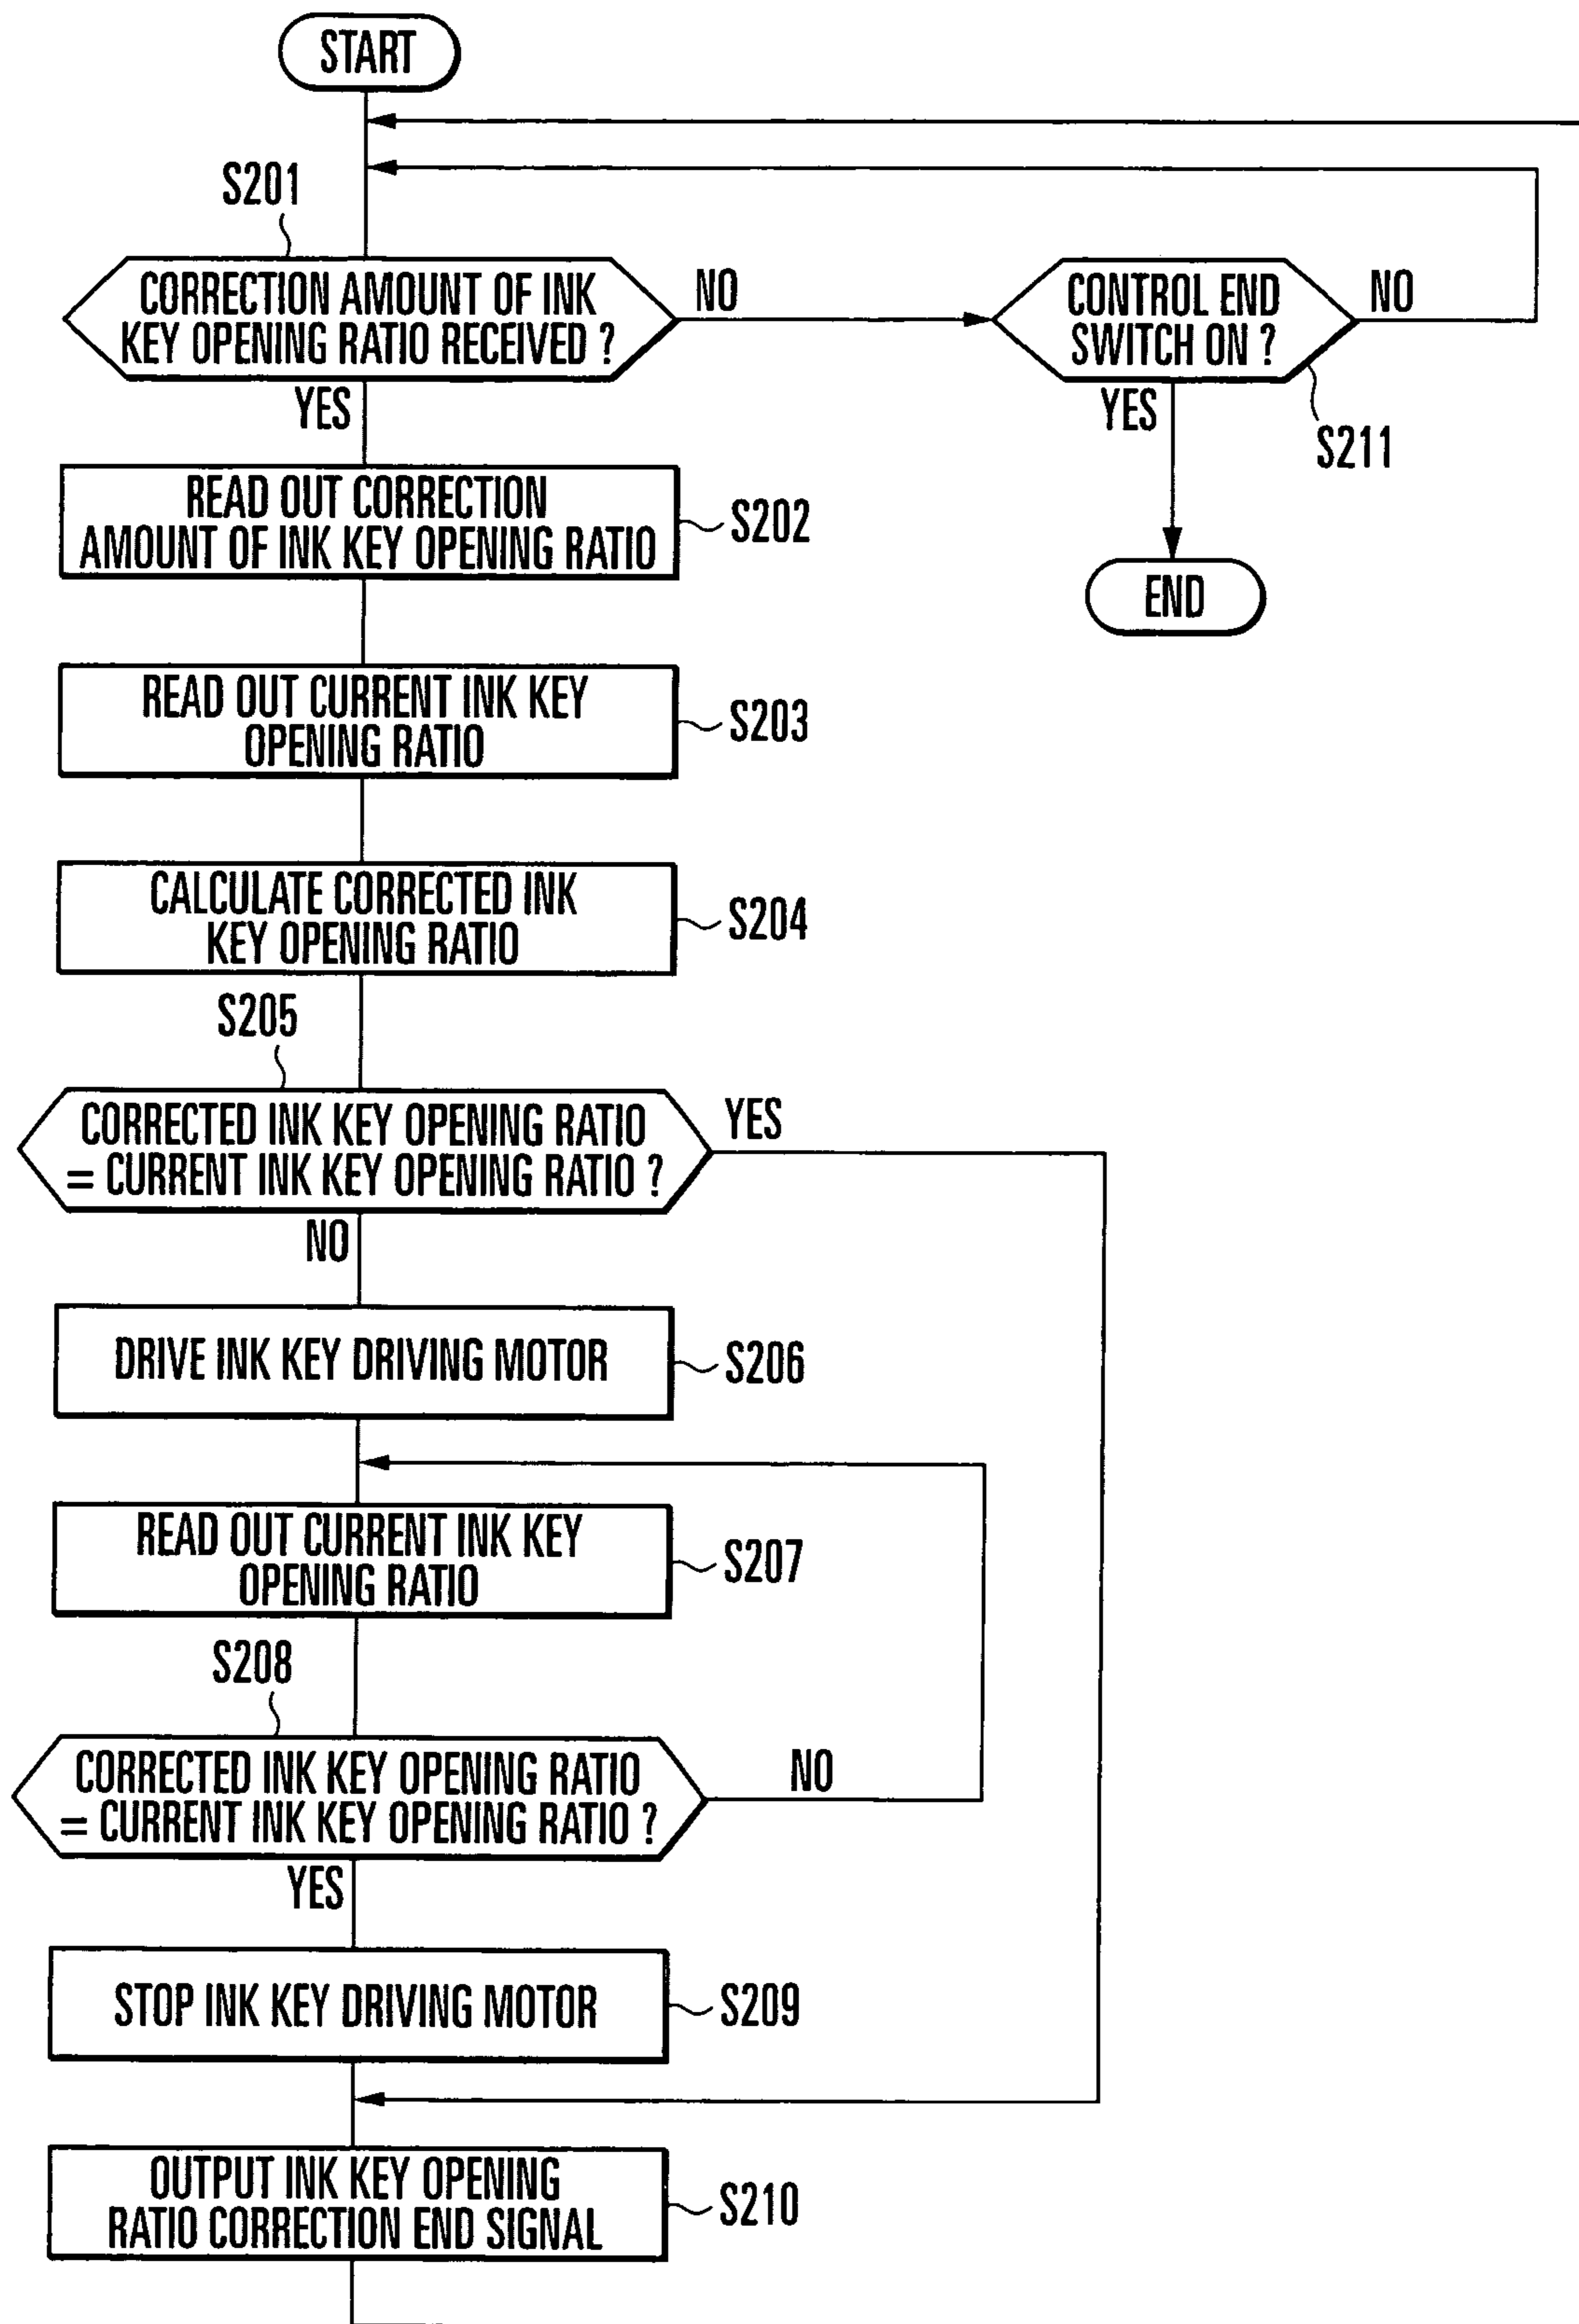 START
S201
CORRECTION AMOUNT OF INK
KEY OPENING RATIO RECEIVED ?
NO
CONTROL END
SWITCH ON ?
NO
YES
YES
S211
READ OUT CORRECTION
AMOUNT OF INK KEY OPENING RATIO
S202
END
READ OUT CURRENT INK KEY
OPENING RATIO
S203
CALCULATE CORRECTED INK
KEY OPENING RATIO
S204
S205
CORRECTED INK KEY OPENING RATIO
= CURRENT INK KEY OPENING RATIO ?
YES
NO
DRIVE INK KEY DRIVING MOTOR
S206
READ OUT CURRENT INK KEY
OPENING RATIO
S207
S208
CORRECTED INK KEY OPENING RATIO
= CURRENT INK KEY OPENING RATIO ?
NO
YES
STOP INK KEY DRIVING MOTOR
S209
OUTPUT INK KEY OPENING
RATIO CORRECTION END SIGNAL
S210